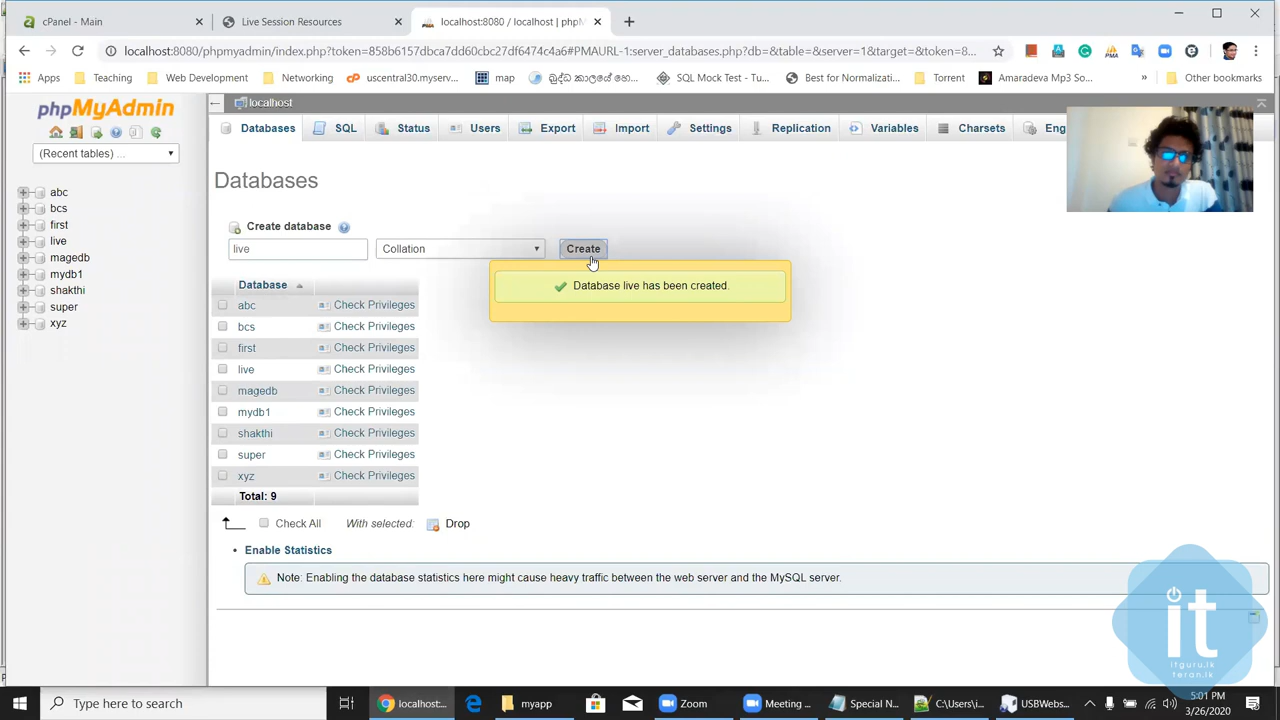 cPanel - Main
Live Session Resources
localhost:8080 / localhost | phpM
localhost:8080/phpmyadmin/index.php?token=858b6157dbca7dd60cbc27df6474c4a6#PMAURL-1:server_databases.php?db=&table=&server=1&target=&token=8...
Apps
Teaching
Web Development
Networking
uscentral30.myserv...
map
බුද්ධ කාලයේ හෙ...
SQL Mock Test - Tu...
Best for Normalizati...
Torrent
Amaradeva Mp3 So...
»
Other bookmarks
phpMyAdmin
(Recent tables) ...
abc
bcs
first
live
magedb
mydb1
shakthi
super
xyz
localhost
Databases
SQL
Status
Users
Export
Import
Settings
Replication
Variables
Charsets
Eng
Databases
Create database
live
Collation
Create
Database live has been created.
Database
abc Check Privileges
bcs Check Privileges
first Check Privileges
live Check Privileges
magedb Check Privileges
mydb1 Check Privileges
shakthi Check Privileges
super Check Privileges
xyz Check Privileges
Total: 9
Check All With selected: Drop
Enable Statistics
Note: Enabling the database statistics here might cause heavy traffic between the web server and the MySQL server.
it
itguru.lk
teran.lk
Type here to search
localhost:...
myapp
Zoom
Meeting ...
Special N...
C:\Users\i...
USBWebs...
5:01 PM
3/26/2020